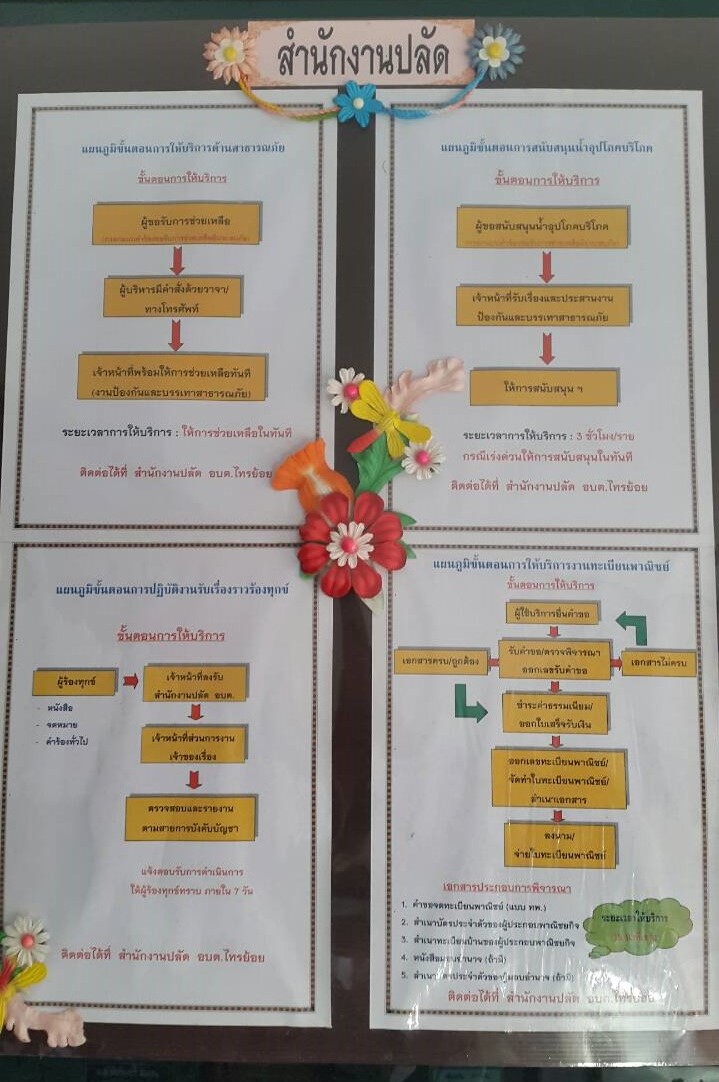 สำนักงานปลัด
แผนภูมิขั้นตอนการให้บริการด้านสาธารณภัย
ขั้นตอนการให้บริการ
ผู้ขอรับการช่วยเหลือ
ผู้บริหารมีคำสั่งด้วยวาจา/
ทางโทรศัพท์
เจ้าหน้าที่พร้อมให้การช่วยเหลือทันที
(งานป้องกันและบรรเทาสาธารณภัย)
ระยะเวลาการให้บริการ : ให้การช่วยเหลือในทันที
ติดต่อได้ที่ สำนักงานปลัด อบต.ไทรย้อย
แผนภูมิขั้นตอนการสนับสนุนน้ำอุปโภคบริโภค
ขั้นตอนการให้บริการ
ผู้ขอสนับสนุนน้ำอุปโภคบริโภค
เจ้าหน้าที่รับเรื่องและประสานงาน
ป้องกันและบรรเทาสาธารณภัย
ให้การสนับสนุน ฯ
ระยะเวลาการให้บริการ : 3 ชั่วโมง/ราย
กรณีเร่งด่วนให้การสนับสนุนในทันที
ติดต่อได้ที่ สำนักงานปลัด อบต.ไทรย้อย
แผนภูมิขั้นตอนการปฏิบัติงานรับเรื่องราวร้องทุกข์
ขั้นตอนการให้บริการ
ผู้ร้องทุกข์
- หนังสือ
- จดหมาย
- คำร้องทั่วไป
เจ้าหน้าที่ลงรับ
สำนักงานปลัด อบต.
เจ้าหน้าที่ส่วนการงาน
เจ้าของเรื่อง
ตรวจสอบและรายงาน
ตามสายการบังคับบัญชา
แจ้งตอบรับการดำเนินการ
ให้ผู้ร้องทุกข์ทราบ ภายใน 7 วัน
ติดต่อได้ที่ สำนักงานปลัด อบต.ไทรย้อย
แผนภูมิขั้นตอนการให้บริการงานทะเบียนพาณิชย์
ขั้นตอนการให้บริการ
ผู้ใช้บริการยื่นคำขอ
เอกสารครบ/ถูกต้อง
รับคำขอ/ตรวจพิจารณา
ออกเลขรับคำขอ
เอกสารไม่ครบ
ชำระค่าธรรมเนียม/
ออกใบเสร็จรับเงิน
ออกเลขทะเบียนพาณิชย์/
จัดทำใบทะเบียนพาณิชย์/
สำเนาเอกสาร
ลงนาม/
จ่ายใบทะเบียนพาณิชย์
เอกสารประกอบการพิจารณา
1. คำขอจดทะเบียนพาณิชย์ (แบบ ทพ.)
2. สำเนาบัตรประจำตัวของผู้ประกอบพาณิชยกิจ
3. สำเนาทะเบียนบ้านของผู้ประกอบพาณิชยกิจ
4. หนังสือมอบอำนาจ (ถ้ามี)
5. สำเนาบัตรประจำตัวของผู้มอบอำนาจ (ถ้ามี)
ระยะเวลาให้บริการ
ติดต่อได้ที่ สำนักงานปลัด อบต.ไทรย้อย